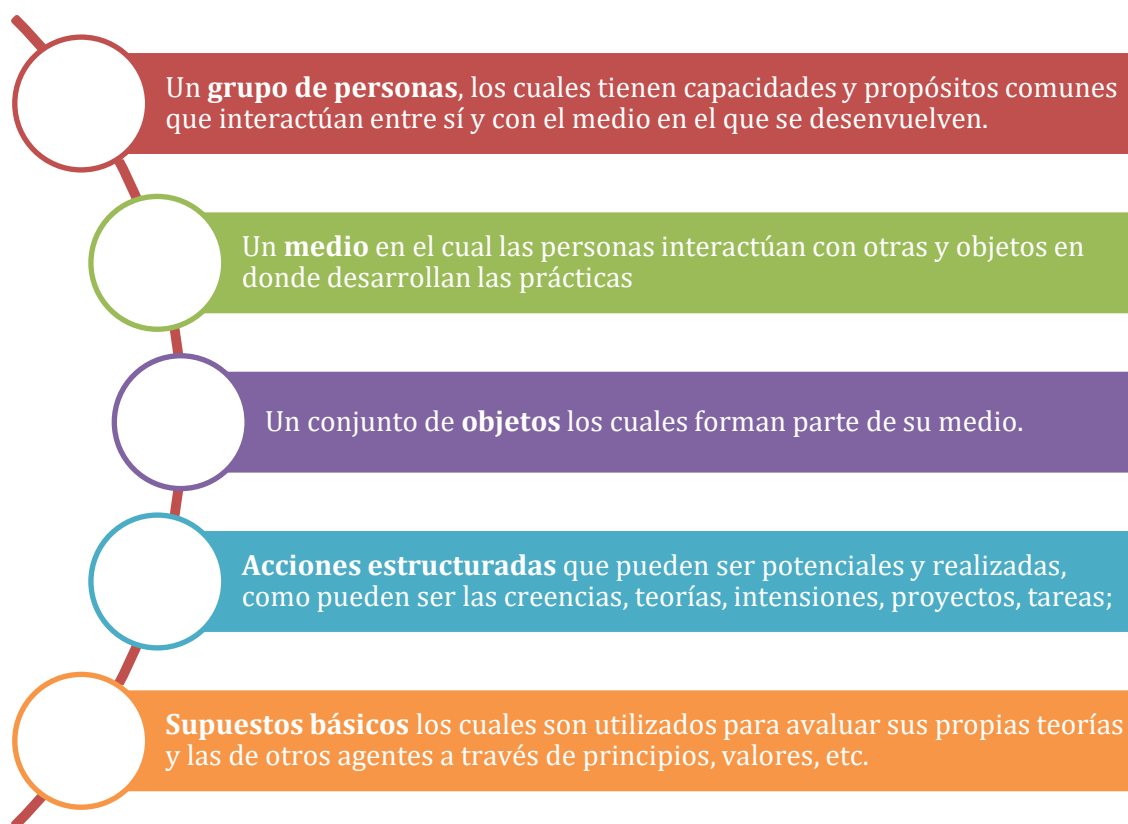 Un grupo de personas, los cuales tienen capacidades y propósitos comunes
que interactúan entre sí y con el medio en el que se desenvuelven.
Un medio en el cual las personas interactúan con otras y objetos en
donde desarrollan las prácticas
Un conjunto de objetos los cuales forman parte de su medio.
Acciones estructuradas que pueden ser potenciales y realizadas,
como pueden ser las creencias, teorías, intensiones, proyectos, tareas;
Supuestos básicos los cuales son utilizados para avaluar sus propias teorías
y las de otros agentes a través de principios, valores, etc.